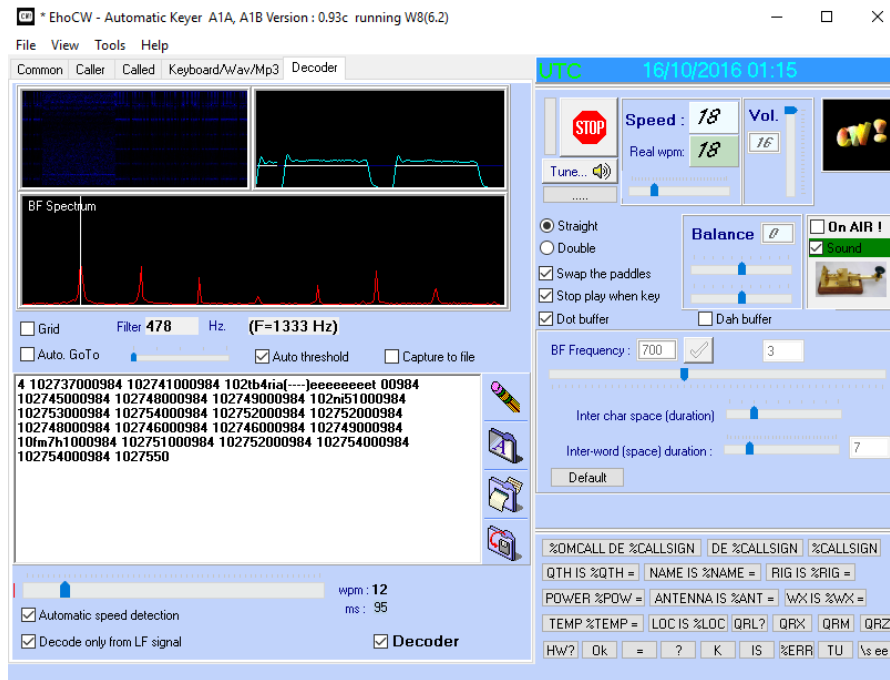 * EhoCW - Automatic Keyer A1A, A1B Version : 0.93c running W8(6.2)
File View Tools Help
Common Caller Called Keyboard/Wav/Mp3 Decoder
UTC 16/10/2016 01:15
STOP
Speed : 18
Real wpm: 18
Vol.
16
CW!
Tune...
.....
BF Spectrum
Straight
Double
Balance 0
On AIR !
Sound
Swap the paddles
Stop play when key
Dot buffer
Dah buffer
Grid Filter 478 Hz. (F=1333 Hz)
Auto. GoTo Auto threshold Capture to file
BF Frequency : 700 3
Inter char space (duration)
Inter-word (space) duration : 7
Default
4 102737000984 102741000984 102tb4ria[----)eeeeeeeet 00984
102745000984 102748000984 102749000984 102ni51000984
102753000984 102754000984 102752000984 102752000984
102748000984 102746000984 102746000984 102749000984
10fm7h1000984 102751000984 102752000984 102754000984
102754000984 1027550
wpm : 12
ms : 95
Automatic speed detection
Decode only from LF signal
Decoder
%OMCALL DE %CALLSIGN DE %CALLSIGN %CALLSIGN
QTH IS %QTH = NAME IS %NAME = RIG IS %RIG =
POWER %POW = ANTENNA IS %ANT = WX IS %WX =
TEMP %TEMP = LOC IS %LOC QRL? QRX QRM QRZ
HW? Ok = ? K IS %ERR TU \s ee